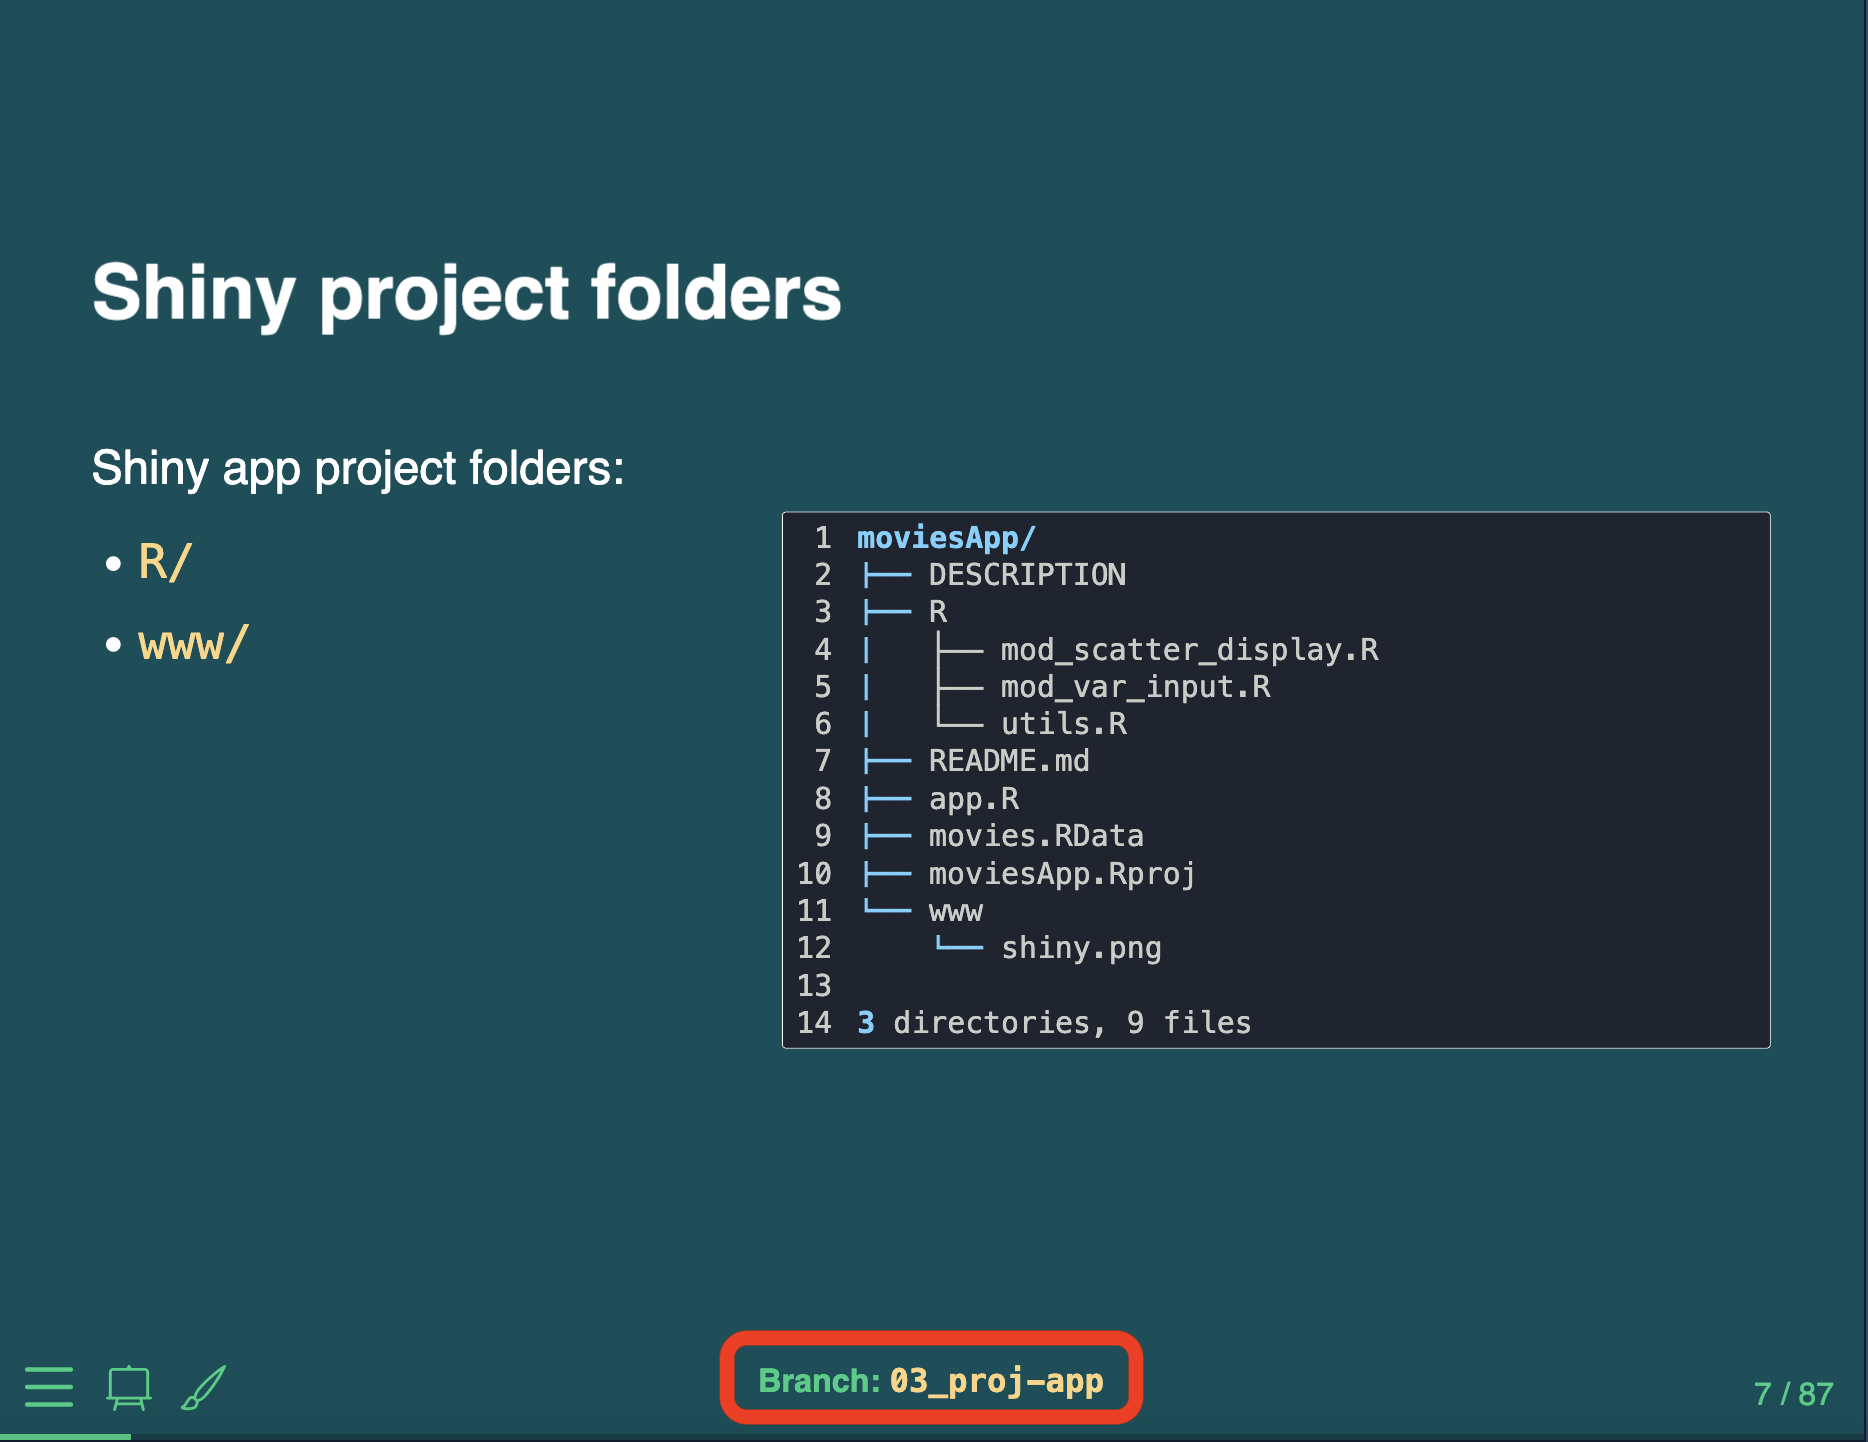 Shiny project folders
Shiny app project folders:
• R/
• www/
1 moviesApp/
2 ├── DESCRIPTION
3 ├── R
4 │   ├── mod_scatter_display.R
5 │   ├── mod_var_input.R
6 │   └── utils.R
7 ├── README.md
8 ├── app.R
9 ├── movies.RData
10 ├── moviesApp.Rproj
11 └── www
12     └── shiny.png
13
14 3 directories, 9 files
Branch: 03_proj-app
7 / 87